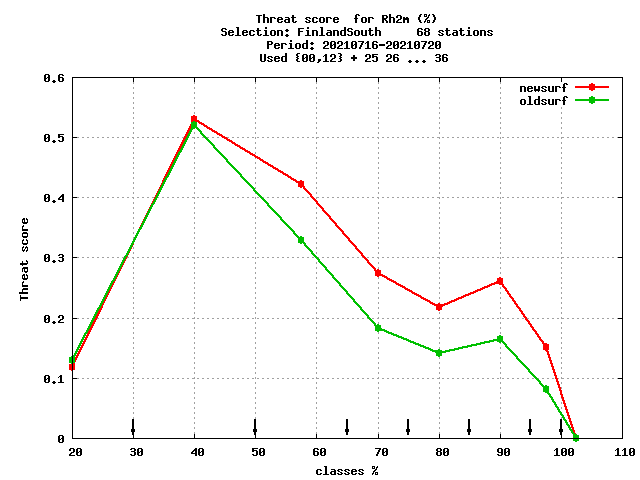 Threat score  for Rh2m (%)
Selection: FinlandSouth     68 stations
Period: 20210716-20210720
Used {00,12} + 25 26 ... 36
newsurf
oldsurf
0.6
0.5
0.4
0.3
0.2
0.1
0
Threat score
20 30 40 50 60 70 80 90 100 110
classes %